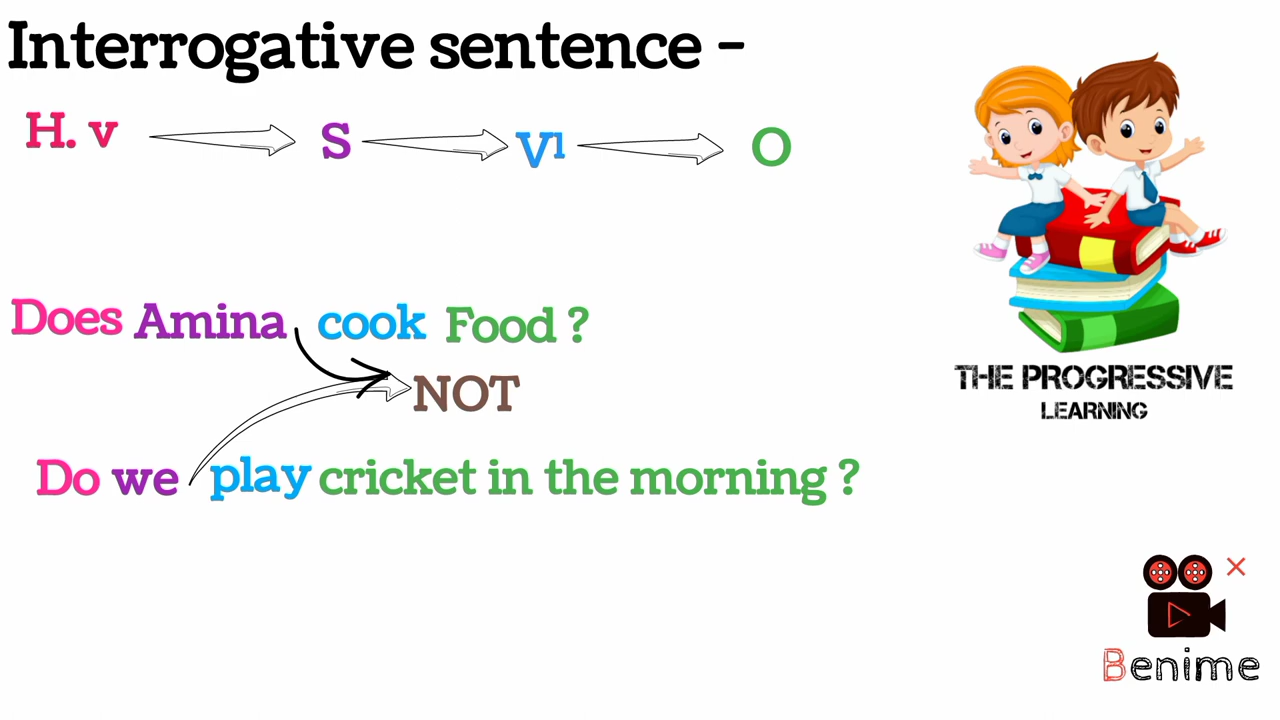 Interrogative sentence -
H. v S V1 O
Does Amina cook Food ?
NOT
Do we play cricket in the morning ?
THE PROGRESSIVE
LEARNING
Benime